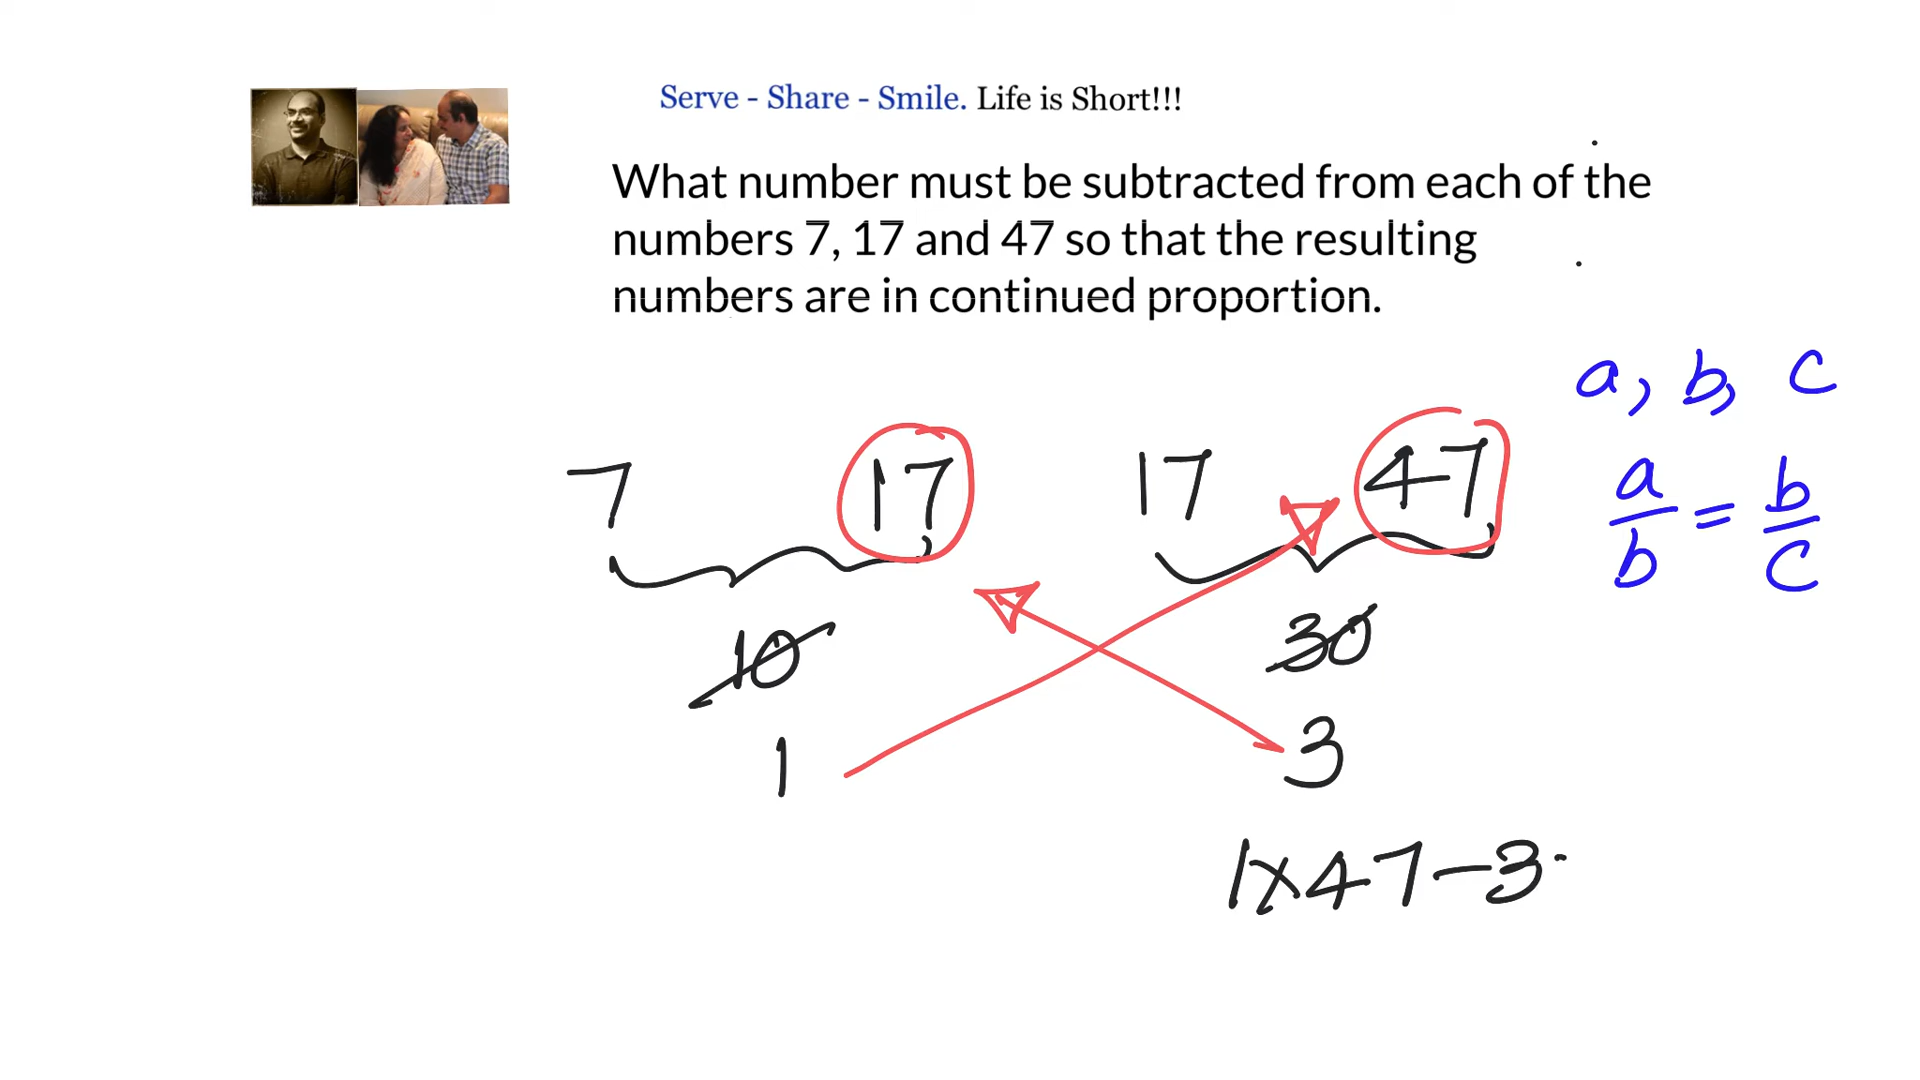 Serve - Share - Smile. Life is Short!!!
What number must be subtracted from each of the
numbers 7, 17 and 47 so that the resulting
numbers are in continued proportion.
a, b, c
7 17 17 47
a/b = b/c
10 30
1 3
1x47-3